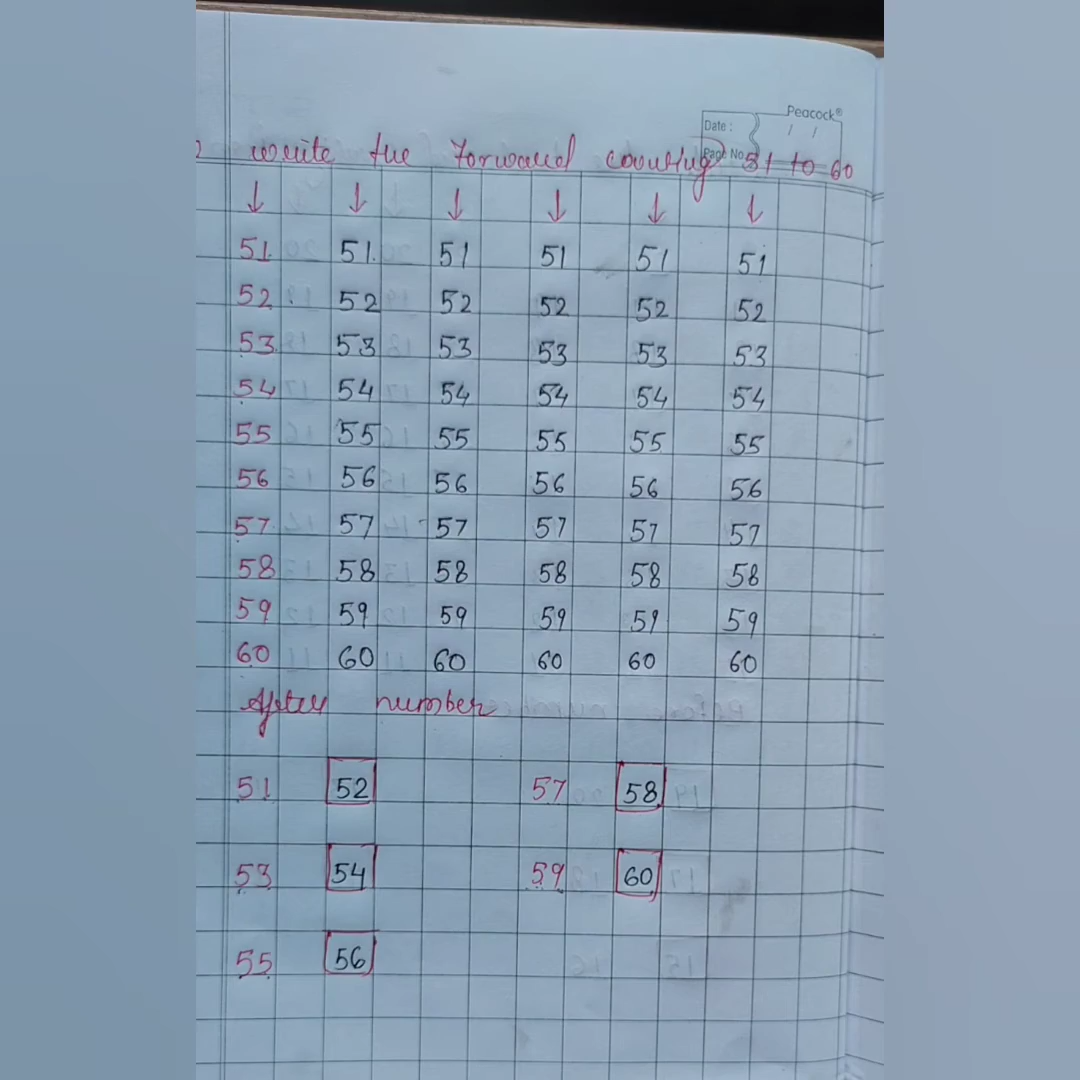 Peacock®
Date : / /
Page No.
write the forward counting 51 to 60
↓ ↓ ↓ ↓ ↓ ↓
51 51 51 51 51 51
52 52 52 52 52 52
53 53 53 53 53 53
54 54 54 54 54 54
55 55 55 55 55 55
56 56 56 56 56 56
57 57 57 57 57 57
58 58 58 58 58 58
59 59 59 59 59 59
60 60 60 60 60 60
After number
51 52 57 58
53 54 59 60
55 56